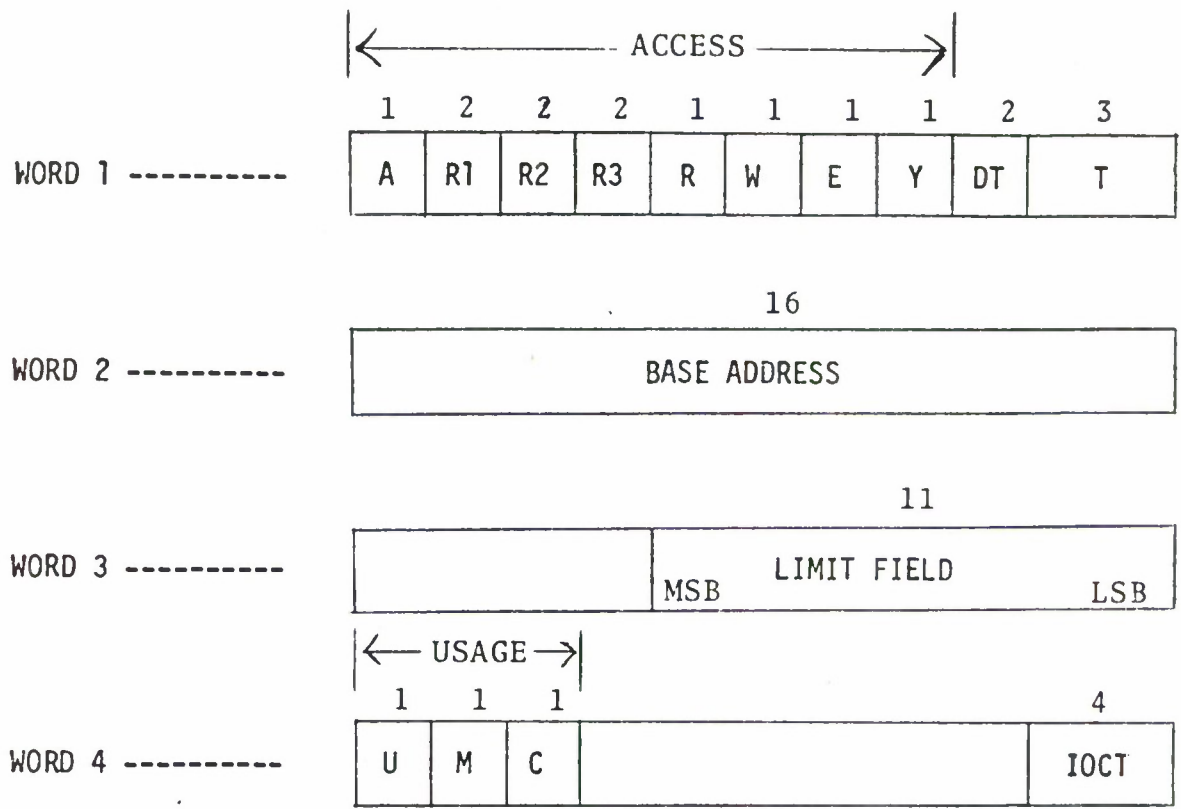 ACCESS
1 2 2 2 1 1 1 1 2 3
WORD 1 ---------- A R1 R2 R3 R W E Y DT T
16
WORD 2 ---------- BASE ADDRESS
11
WORD 3 ---------- LIMIT FIELD
MSB LSB
USAGE
1 1 1 4
WORD 4 ---------- U M C IOCT